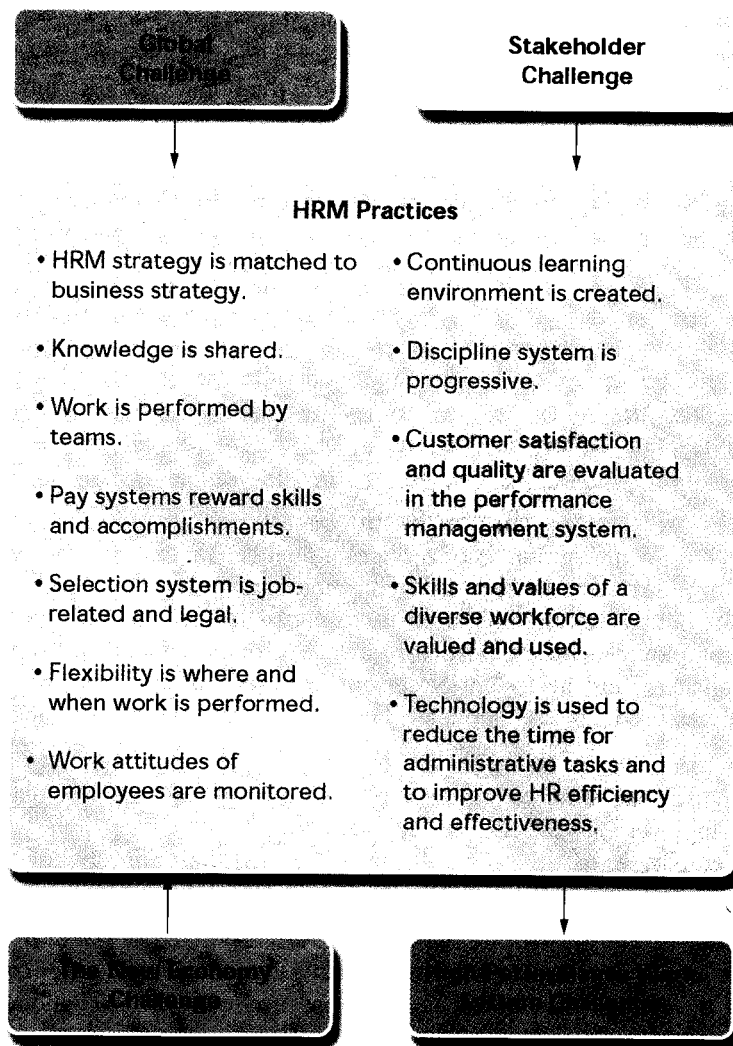 Global
Challenge
Stakeholder
Challenge
HRM Practices
• HRM strategy is matched to
business strategy.
• Knowledge is shared.
• Work is performed by
teams.
• Pay systems reward skills
and accomplishments.
• Selection system is job-
related and legal.
• Flexibility is where and
when work is performed.
• Work attitudes of
employees are monitored.
• Continuous learning
environment is created.
• Discipline system is
progressive.
• Customer satisfaction
and quality are evaluated
in the performance
management system.
• Skills and values of a
diverse workforce are
valued and used.
• Technology is used to
reduce the time for
administrative tasks and
to improve HR efficiency
and effectiveness.
The New Economy
Challenge